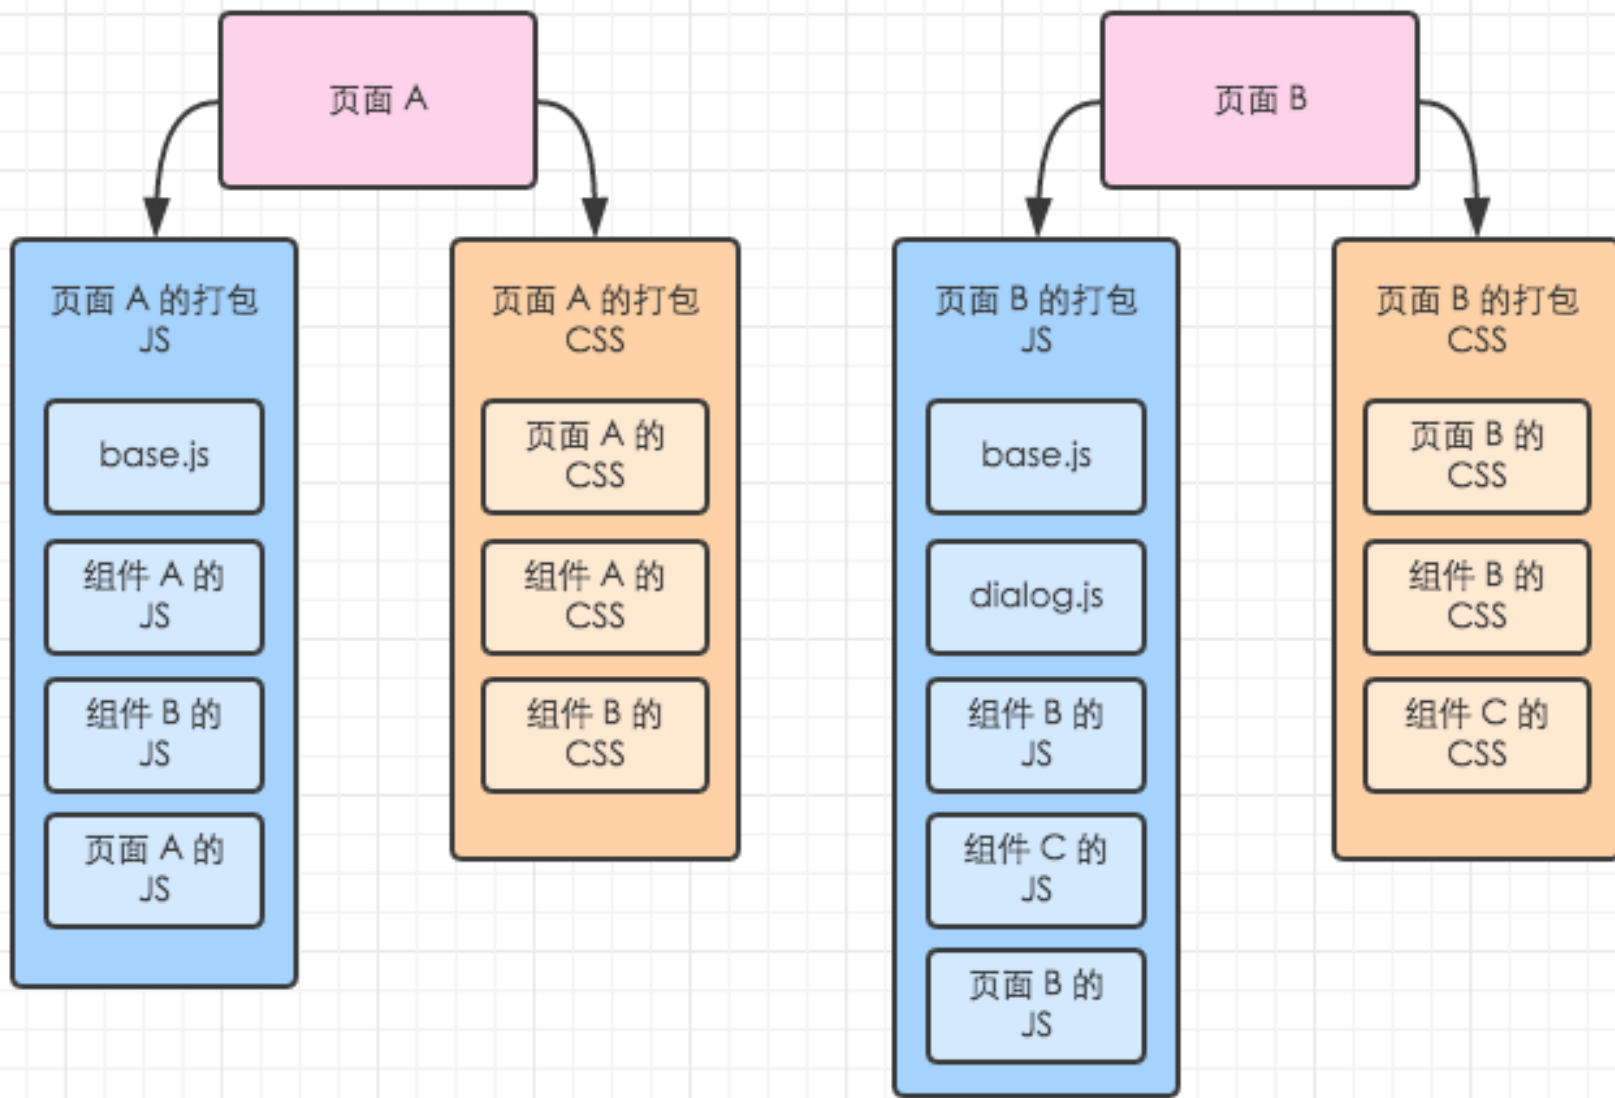 页面 A
页面 B
页面 A 的打包
JS
base.js
组件 A 的
JS
组件 B 的
JS
页面 A 的
JS
页面 A 的打包
CSS
页面 A 的
CSS
组件 A 的
CSS
组件 B 的
CSS
页面 B 的打包
JS
base.js
dialog.js
组件 B 的
JS
组件 C 的
JS
页面 B 的
JS
页面 B 的打包
CSS
页面 B 的
CSS
组件 B 的
CSS
组件 C 的
CSS